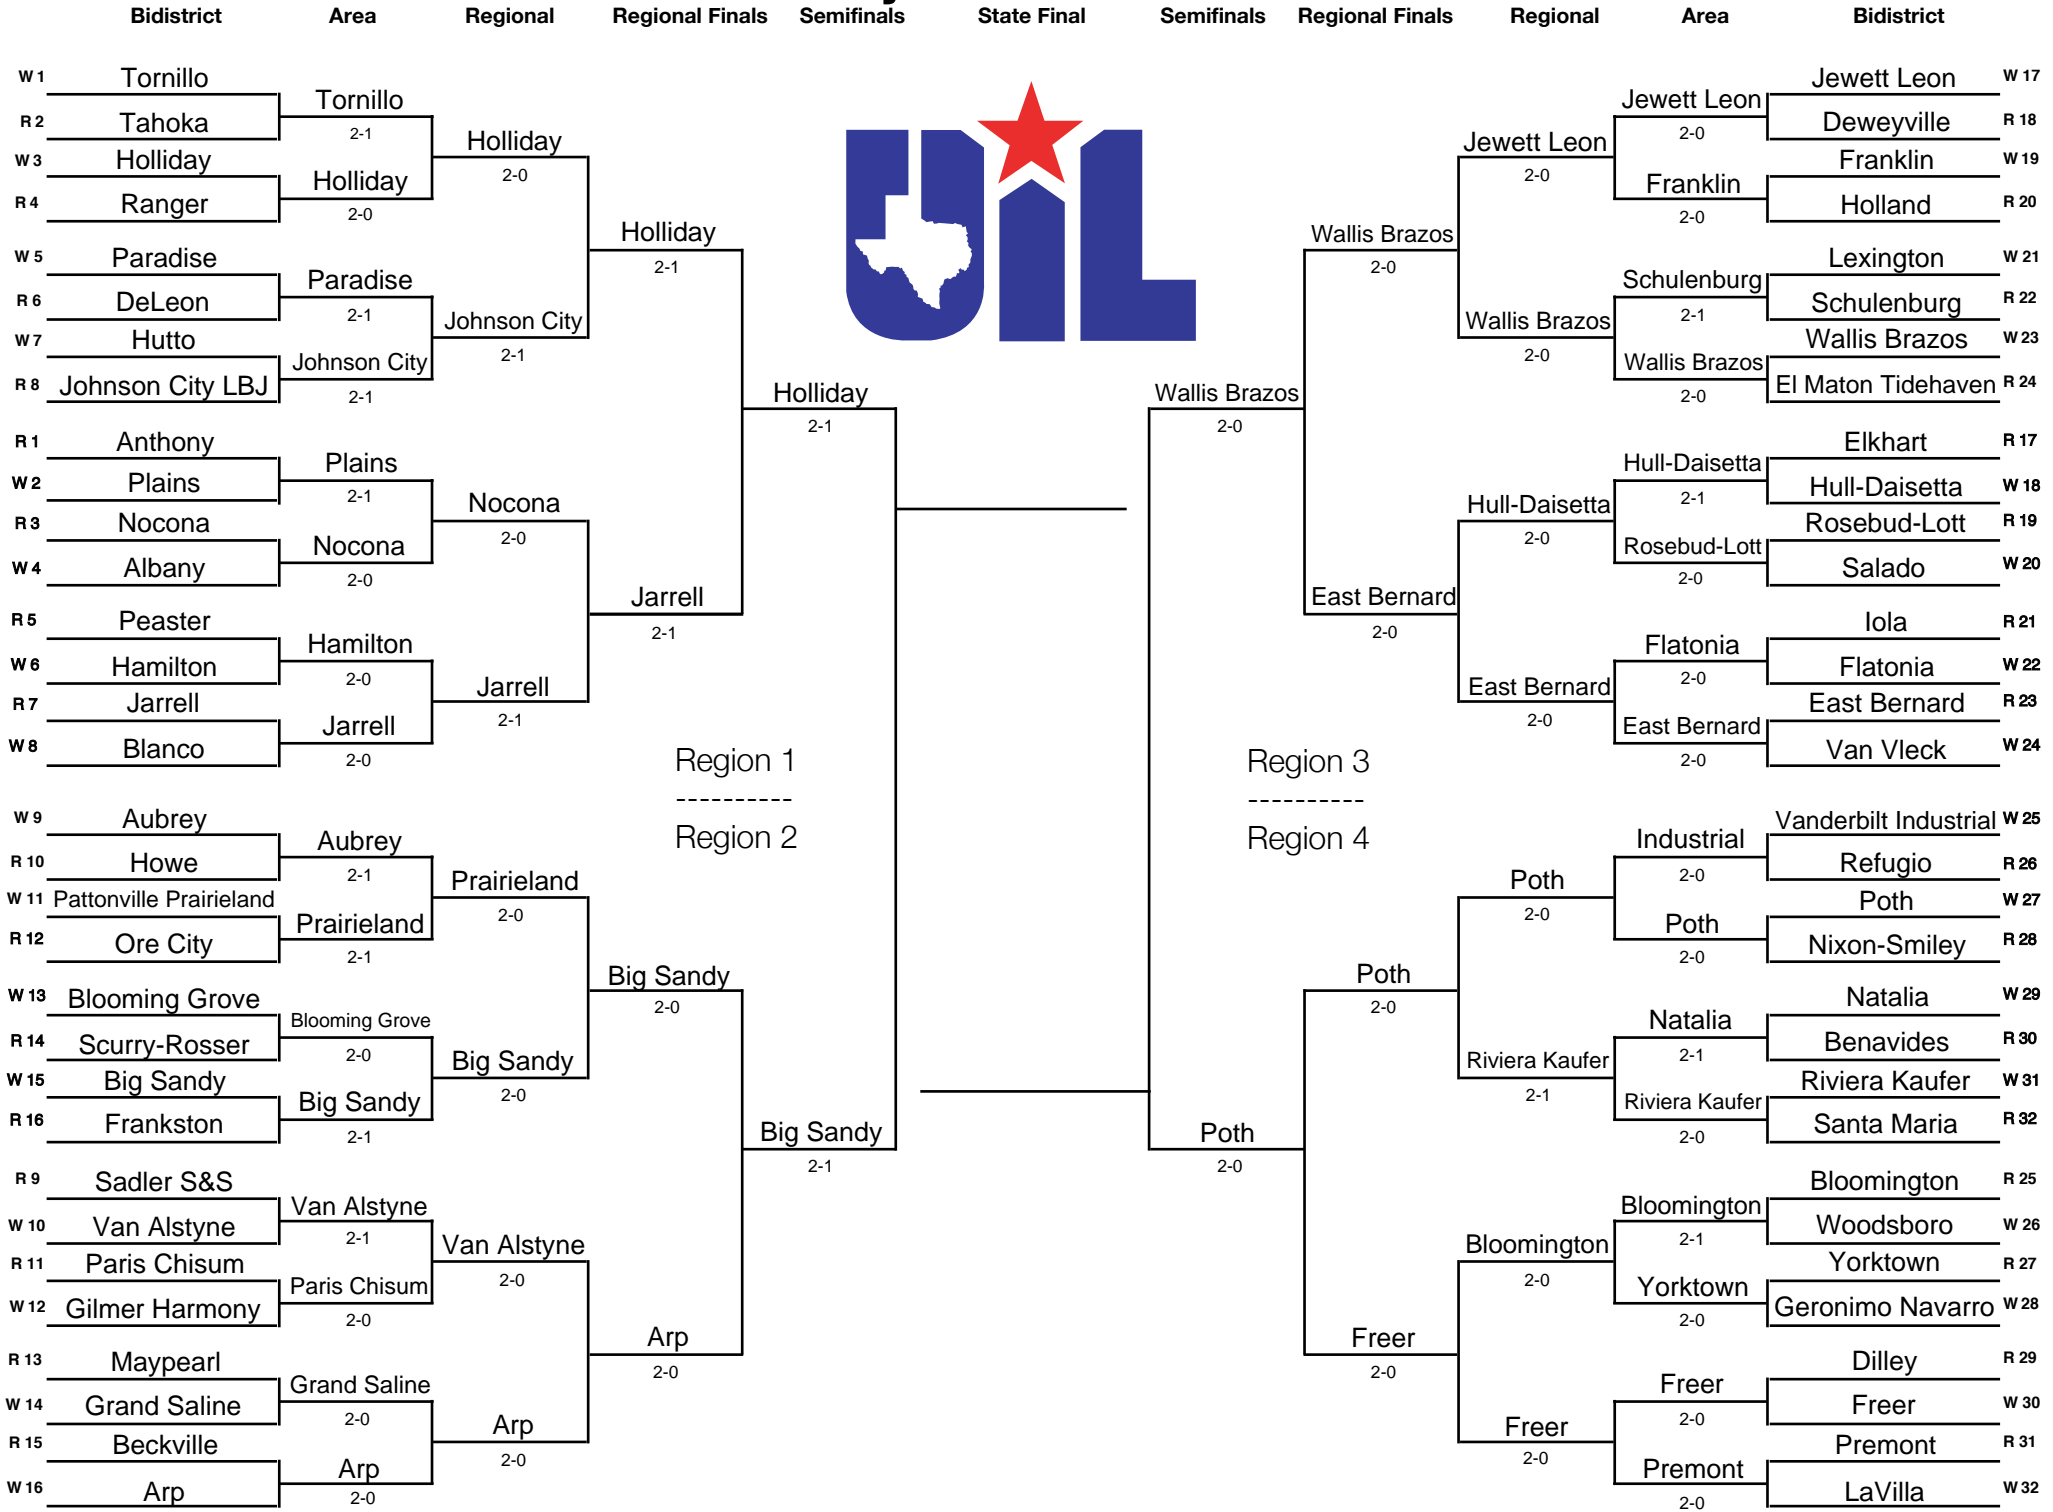 Bidistrict Area Regional Regional Finals Semifinals State Final Semifinals Regional Finals Regional Area Bidistrict
W 1 Tornillo
R 2 Tahoka
W 3 Holliday
R 4 Ranger
W 5 Paradise
R 6 DeLeon
W 7 Hutto
R 8 Johnson City LBJ
R 1 Anthony
W 2 Plains
R 3 Nocona
W 4 Albany
R 5 Peaster
W 6 Hamilton
R 7 Jarrell
W 8 Blanco
W 9 Aubrey
R 10 Howe
W 11 Pattonville Prairieland
R 12 Ore City
W 13 Blooming Grove
R 14 Scurry-Rosser
W 15 Big Sandy
R 16 Frankston
R 9 Sadler S&S
W 10 Van Alstyne
R 11 Paris Chisum
W 12 Gilmer Harmony
R 13 Maypearl
W 14 Grand Saline
R 15 Beckville
W 16 Arp
Tornillo
2-1
Holliday
2-0
Paradise
2-1
Johnson City
2-1
Plains
2-1
Nocona
2-0
Hamilton
2-0
Jarrell
2-0
Aubrey
2-1
Prairieland
2-1
Blooming Grove
2-0
Big Sandy
2-1
Van Alstyne
2-1
Paris Chisum
2-0
Grand Saline
2-0
Arp
2-0
Holliday
2-0
Johnson City
2-1
Nocona
2-0
Jarrell
2-1
Prairieland
2-0
Big Sandy
2-0
Van Alstyne
2-0
Arp
2-0
Holliday
2-1
Jarrell
2-1
Region 1
----------
Region 2
Big Sandy
2-0
Arp
2-0
Holliday
2-1
Big Sandy
2-1
UIL
Wallis Brazos
2-0
Poth
2-0
Wallis Brazos
2-0
East Bernard
2-0
Region 3
----------
Region 4
Poth
2-0
Freer
2-0
Jewett Leon
2-0
Wallis Brazos
2-0
Hull-Daisetta
2-0
East Bernard
2-0
Poth
2-0
Riviera Kaufer
2-1
Bloomington
2-0
Freer
2-0
Jewett Leon
2-0
Franklin
2-0
Schulenburg
2-1
Wallis Brazos
2-0
Hull-Daisetta
2-1
Rosebud-Lott
2-0
Flatonia
2-0
East Bernard
2-0
Industrial
2-0
Poth
2-0
Natalia
2-1
Riviera Kaufer
2-0
Bloomington
2-1
Yorktown
2-0
Freer
2-0
Premont
2-0
Jewett Leon W 17
Deweyville R 18
Franklin W 19
Holland R 20
Lexington W 21
Schulenburg R 22
Wallis Brazos W 23
El Maton Tidehaven R 24
Elkhart R 17
Hull-Daisetta W 18
Rosebud-Lott R 19
Salado W 20
Iola R 21
Flatonia W 22
East Bernard R 23
Van Vleck W 24
Vanderbilt Industrial W 25
Refugio R 26
Poth W 27
Nixon-Smiley R 28
Natalia W 29
Benavides R 30
Riviera Kaufer W 31
Santa Maria R 32
Bloomington R 25
Woodsboro W 26
Yorktown R 27
Geronimo Navarro W 28
Dilley R 29
Freer W 30
Premont R 31
LaVilla W 32